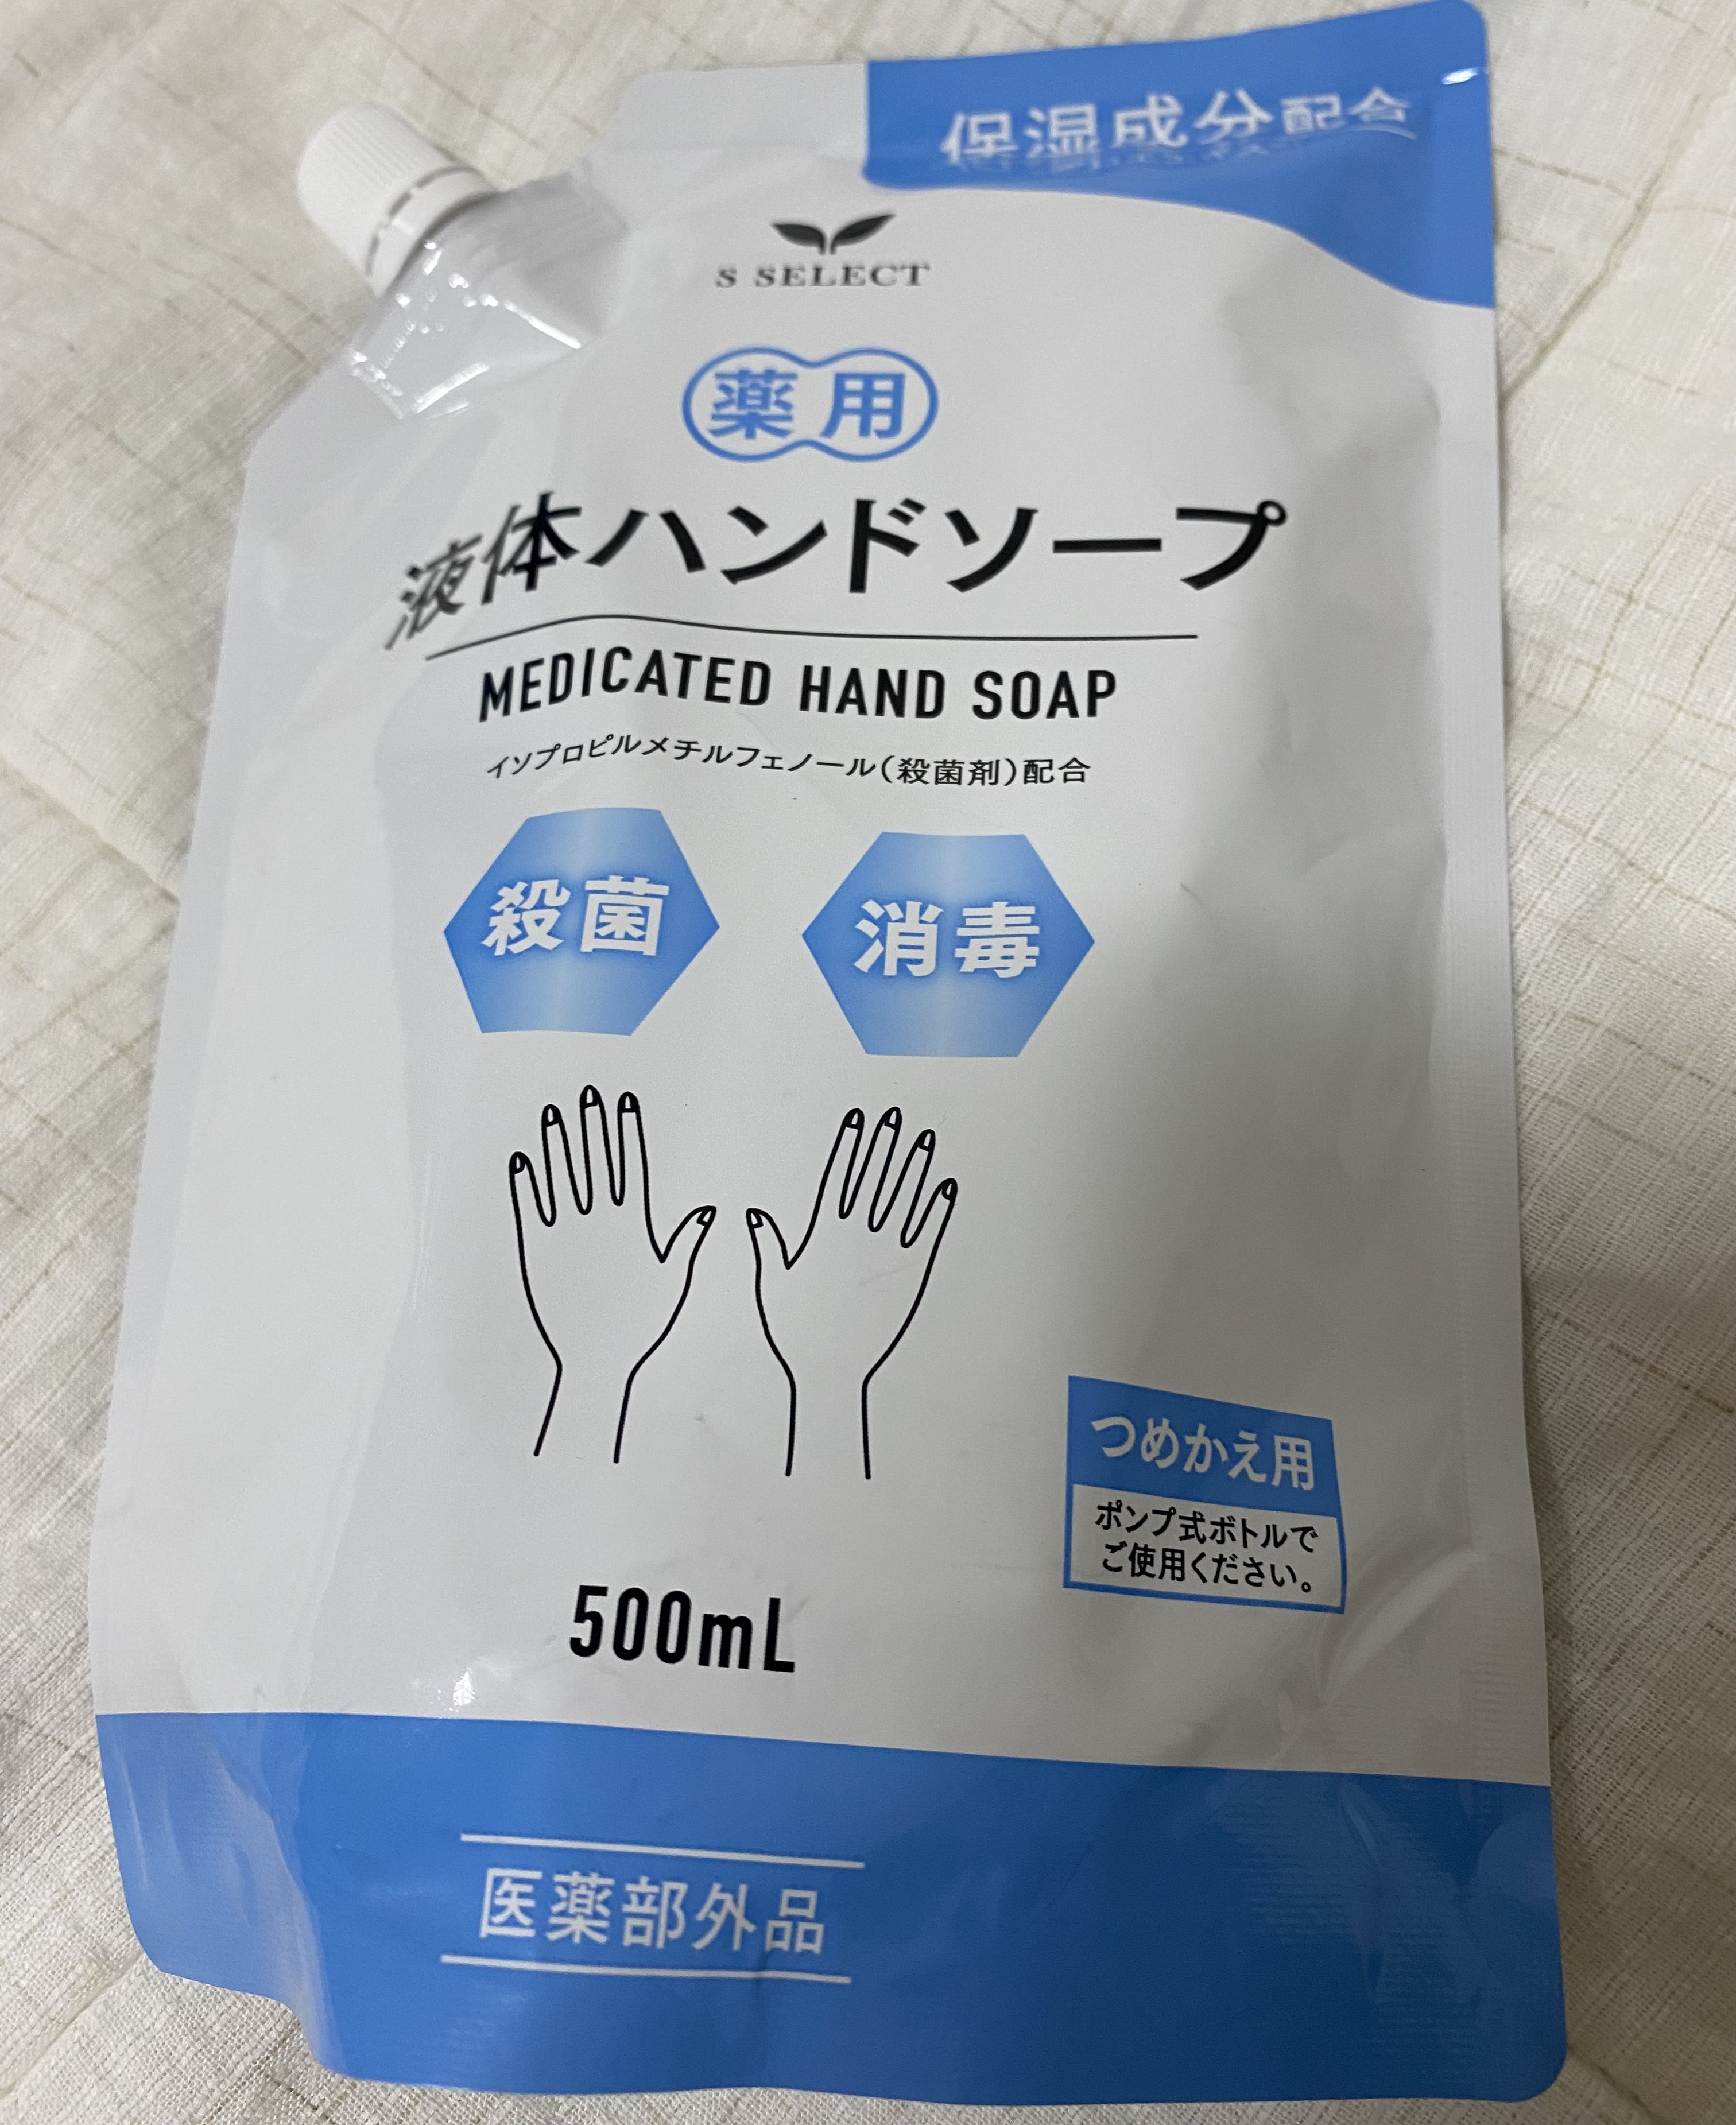 保湿成分配合
S SELECT
薬用
液体ハンドソープ
MEDICATED HAND SOAP
イソプロピルメチルフェノール(殺菌剤)配合
殺菌
消毒
つめかえ用
ポンプ式ボトルで
ご使用ください。
500mL
医薬部外品